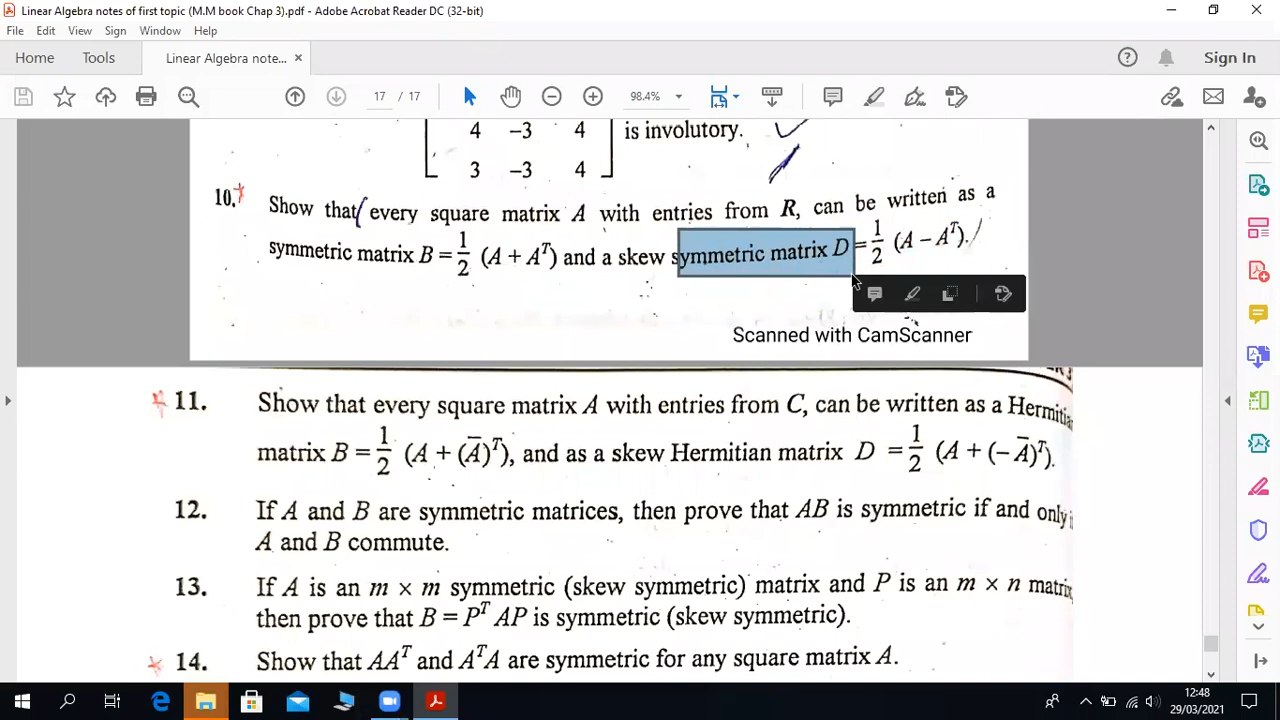 Linear Algebra notes of first topic (M.M book Chap 3).pdf - Adobe Acrobat Reader DC (32-bit)
File Edit View Sign Window Help
Home Tools Linear Algebra note... × Sign In
17 / 17 98.4%
4 −3 4 is involutory.
3 −3 4
10. Show that every square matrix A with entries from R, can be written as a
symmetric matrix B = 1/2 (A + A^T) and a skew symmetric matrix D = 1/2 (A − A^T).
Scanned with CamScanner
11. Show that every square matrix A with entries from C, can be written as a Hermitia
matrix B = 1/2 (A + (Ā)^T), and as a skew Hermitian matrix D = 1/2 (A + (−Ā)^T).
12. If A and B are symmetric matrices, then prove that AB is symmetric if and only
A and B commute.
13. If A is an m × m symmetric (skew symmetric) matrix and P is an m × n matrix
then prove that B = P^T AP is symmetric (skew symmetric).
14. Show that AA^T and A^T A are symmetric for any square matrix A.
12:48
29/03/2021